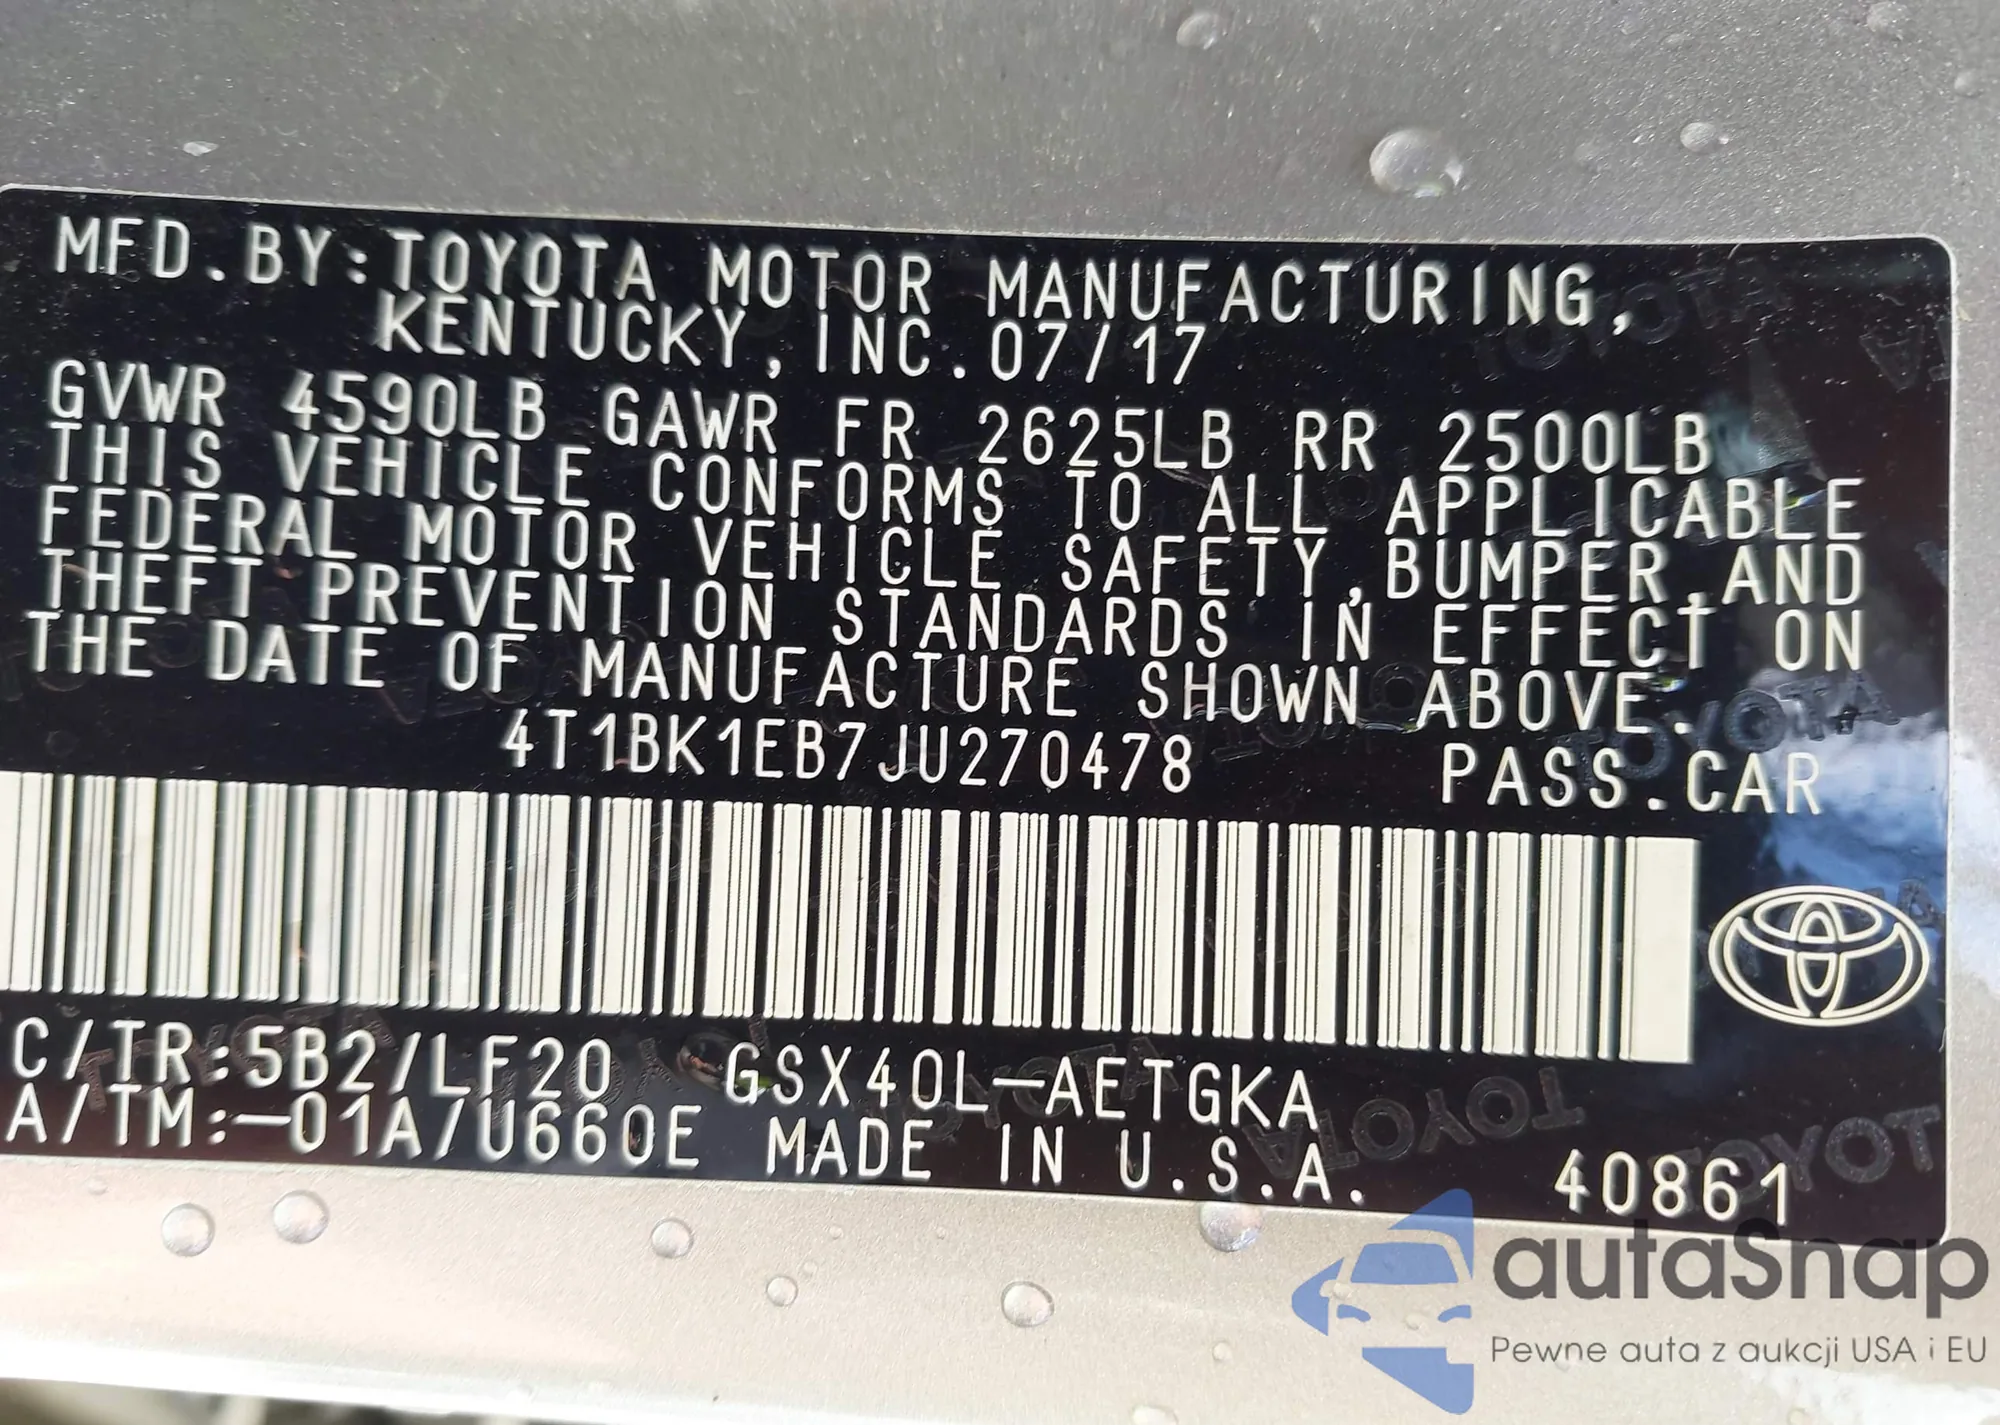 MFD.BY:TOYOTA MOTOR MANUFACTURING,
KENTUCKY, INC.07/17
GVWR 4590LB GAWR FR 2625LB RR 2500LB
THIS VEHICLE CONFORMS TO ALL APPLICABLE
FEDERAL MOTOR VEHICLE SAFETY,BUMPER,AND
THEFT PREVENTION STANDARDS IN EFFECT ON
THE DATE OF MANUFACTURE SHOWN ABOVE.
4T1BK1EB7JU270478 PASS.CAR
C/TR:5B2/LF20 GSX40L-AETGKA
A/TM:-01A/U660E MADE IN U.S.A. 40861
autaSnap
Pewne auta z aukcji USA i EU